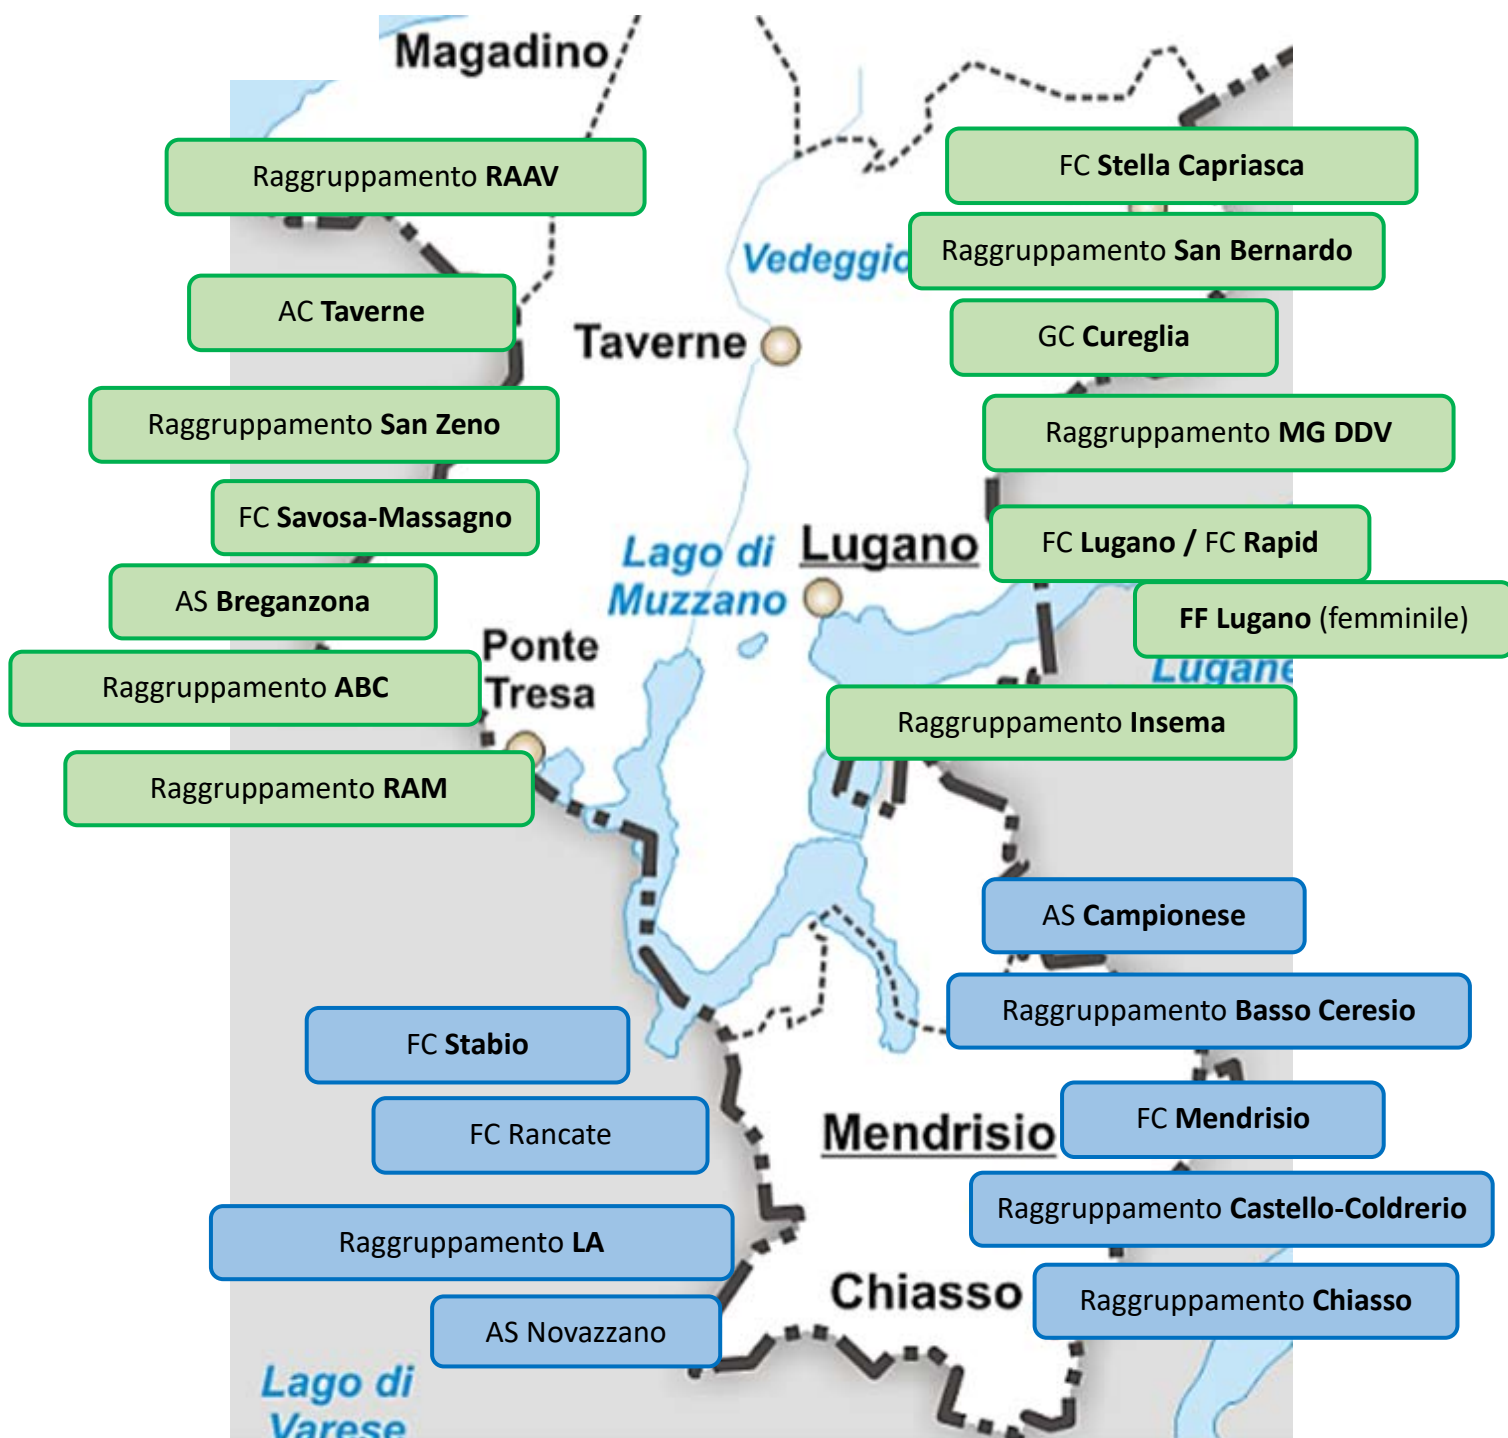 Magadino
Raggruppamento RAAV
FC Stella Capriasca
Vedeggio
Raggruppamento San Bernardo
AC Taverne
Taverne
GC Cureglia
Raggruppamento San Zeno
Raggruppamento MG DDV
FC Savosa-Massagno
Lago di
Muzzano
Lugano
FC Lugano / FC Rapid
AS Breganzona
FF Lugano (femminile)
Ponte
Tresa
Lugane
Raggruppamento ABC
Raggruppamento Insema
Raggruppamento RAM
AS Campionese
Raggruppamento Basso Ceresio
FC Stabio
FC Rancate
Mendrisio
FC Mendrisio
Raggruppamento Castello-Coldrerio
Raggruppamento LA
Chiasso
Raggruppamento Chiasso
AS Novazzano
Lago di
Varese